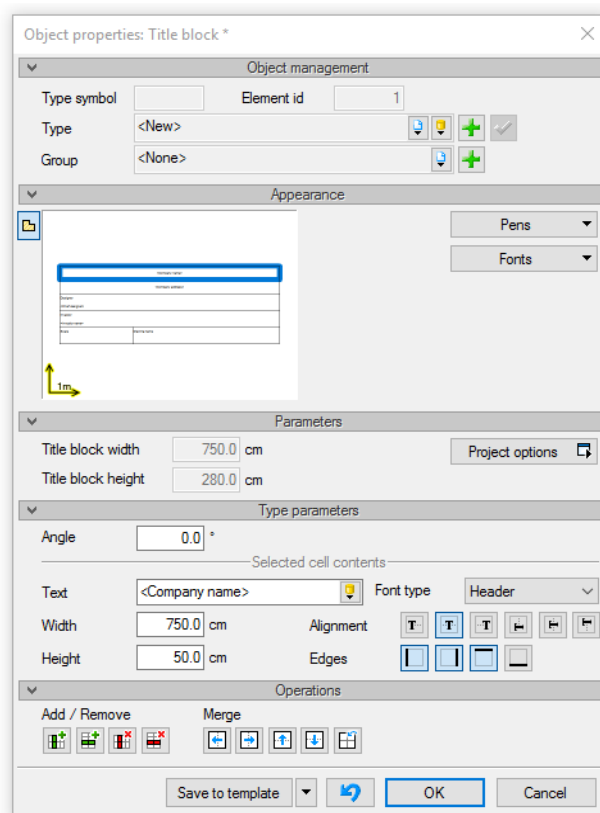 Object properties: Title block *
Object management
Type symbol Element id 1
Type <New>
Group <None>
Appearance
Pens
Fonts
1m
Parameters
Title block width 750.0 cm Project options
Title block height 280.0 cm
Type parameters
Angle 0.0 °
Selected cell contents
Text <Company name> Font type Header
Width 750.0 cm Alignment T T T
Height 50.0 cm Edges
Operations
Add / Remove Merge
Save to template OK Cancel